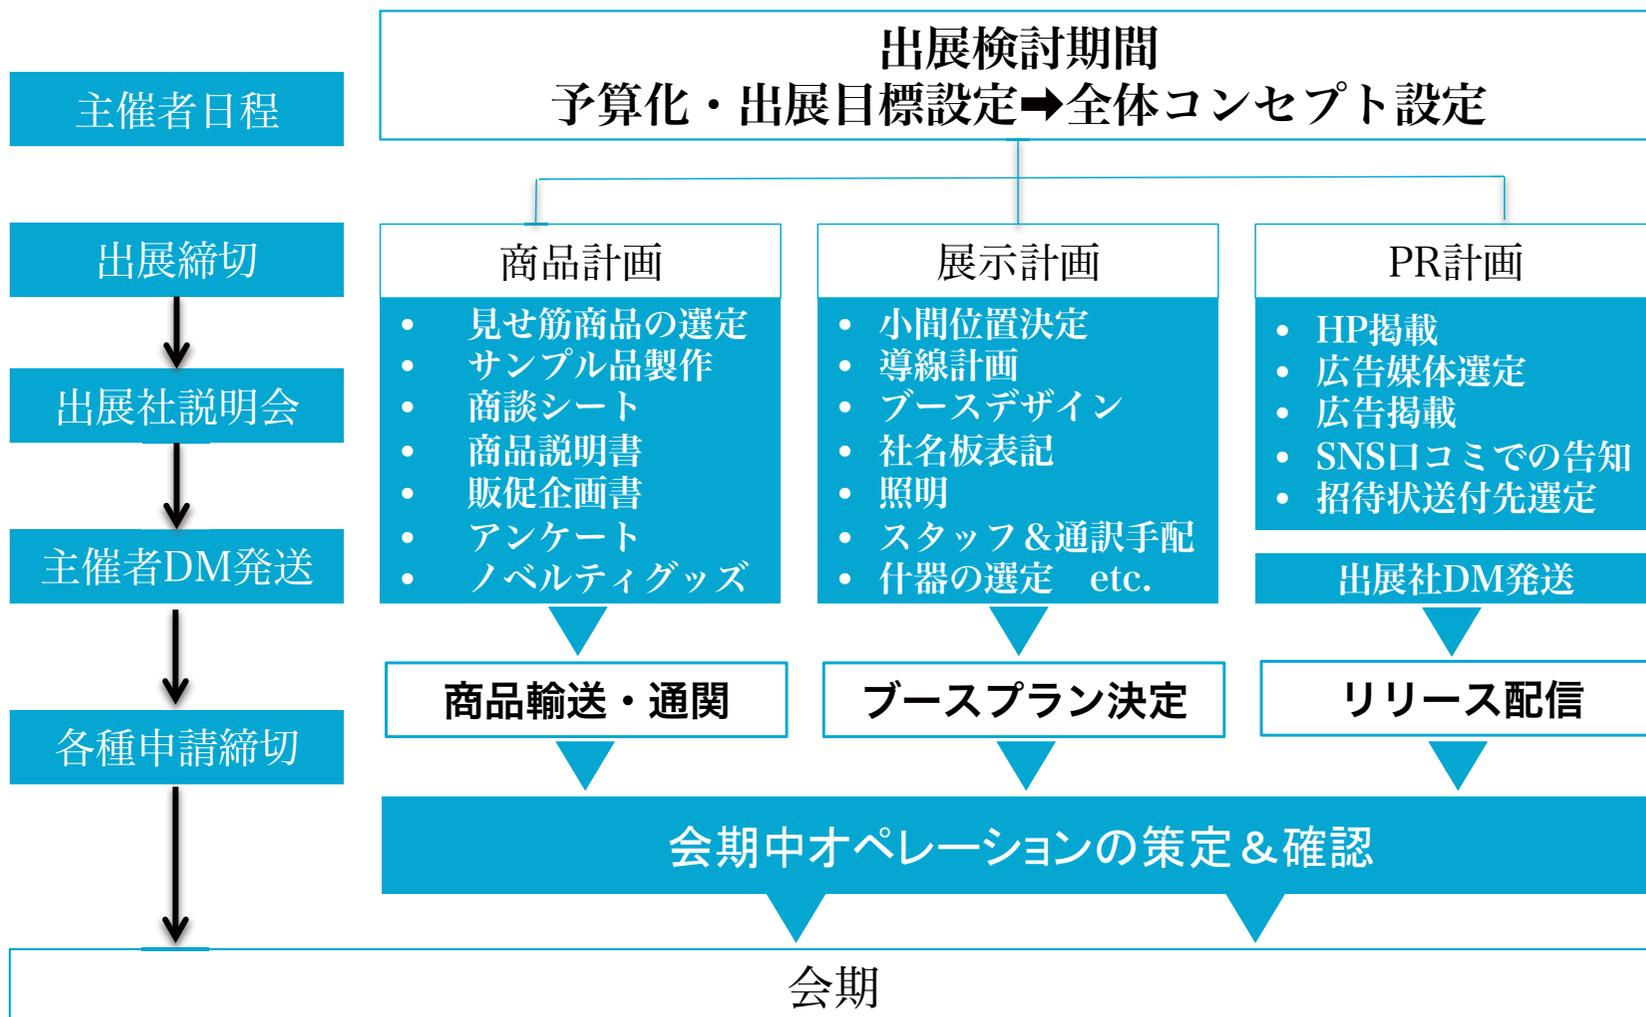 出展検討期間
予算化・出展目標設定➡全体コンセプト設定
主催者日程
出展締切
出展社説明会
主催者DM発送
各種申請締切
商品計画
• 見せ筋商品の選定
• サンプル品製作
• 商談シート
• 商品説明書
• 販促企画書
• アンケート
• ノベルティグッズ
商品輸送・通関
展示計画
• 小間位置決定
• 導線計画
• ブースデザイン
• 社名板表記
• 照明
• スタッフ＆通訳手配
• 什器の選定　etc.
ブースプラン決定
PR計画
• HP掲載
• 広告媒体選定
• 広告掲載
• SNS口コミでの告知
• 招待状送付先選定
出展社DM発送
リリース配信
会期中オペレーションの策定＆確認
会期